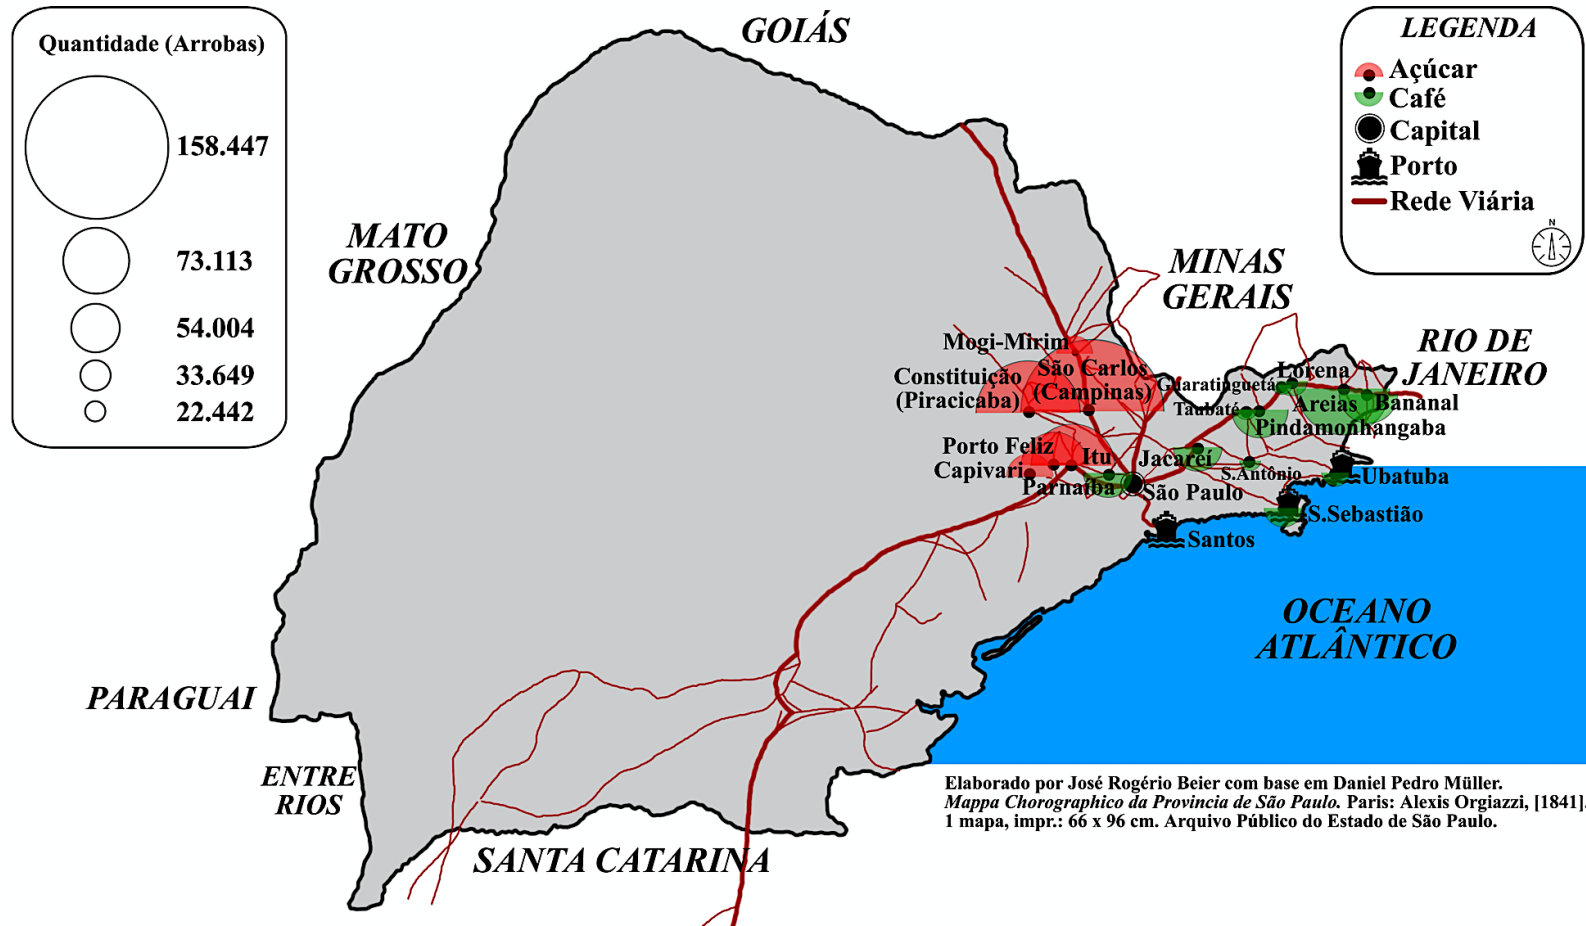 Quantidade (Arrobas)
158.447
73.113
54.004
33.649
22.442
GOIÁS
MATO
GROSSO
MINAS
GERAIS
RIO DE
JANEIRO
PARAGUAI
ENTRE
RIOS
SANTA CATARINA
OCEANO
ATLÂNTICO
Mogi-Mirim
Constituição
(Piracicaba)
São Carlos
(Campinas)
Porto Feliz
Capivari
Itu
Parnaíba
Jacareí
São Paulo
Santos
Guaratinguetá
Lorena
Taubaté
Areias
Bananal
Pindamonhangaba
S.Antônio
Ubatuba
S.Sebastião
LEGENDA
Açúcar
Café
Capital
Porto
Rede Viária
N
Elaborado por José Rogério Beier com base em Daniel Pedro Müller.
Mappa Chorographico da Provincia de São Paulo. Paris: Alexis Orgiazzi, [1841].
1 mapa, impr.: 66 x 96 cm. Arquivo Público do Estado de São Paulo.